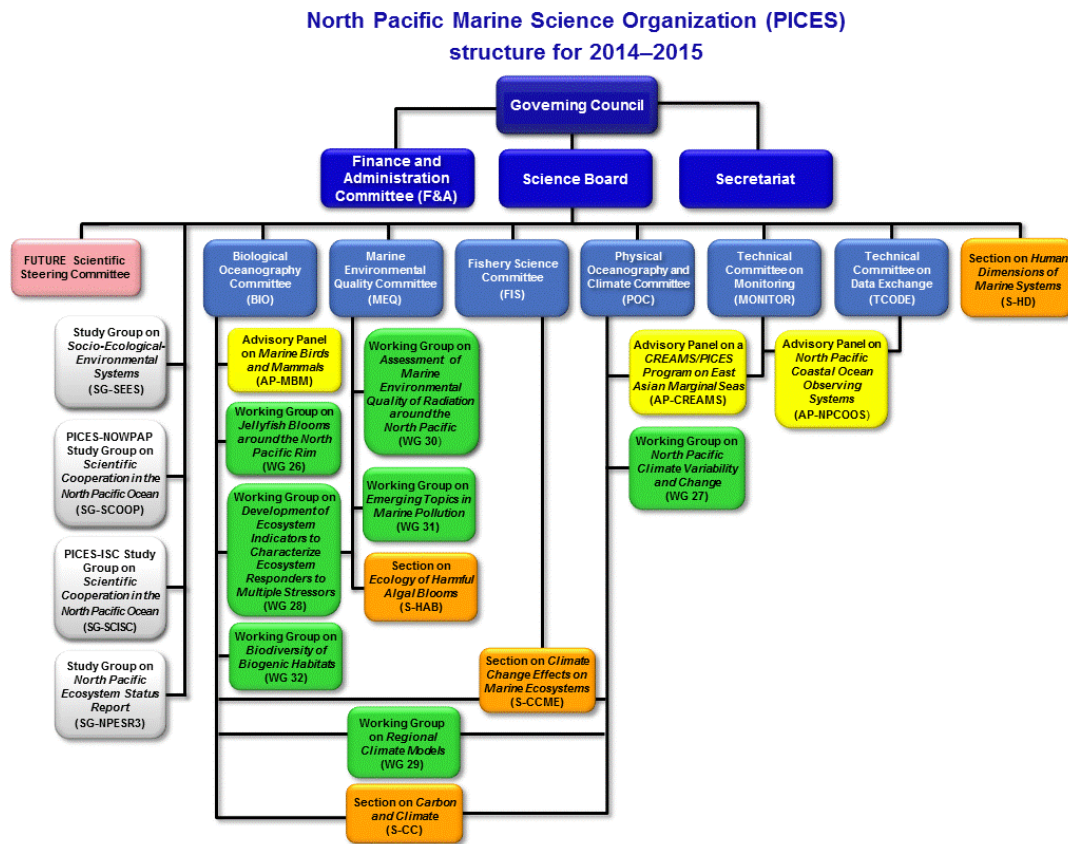 North Pacific Marine Science Organization (PICES)
structure for 2014–2015
Governing Council
Finance and
Administration
Committee (F&A)
Science Board
Secretariat
FUTURE Scientific
Steering Committee
Biological
Oceanography
Committee
(BIO)
Marine
Environmental
Quality Committee
(MEQ)
Fishery Science
Committee
(FIS)
Physical
Oceanography and
Climate Committee
(POC)
Technical
Committee on
Monitoring
(MONITOR)
Technical
Committee on
Data Exchange
(TCODE)
Section on Human
Dimensions of
Marine Systems
(S-HD)
Study Group on
Socio-Ecological-
Environmental
Systems
(SG-SEES)
PICES-NOWPAP
Study Group on
Scientific
Cooperation in the
North Pacific Ocean
(SG-SCOOP)
PICES-ISC Study
Group on
Scientific
Cooperation in the
North Pacific Ocean
(SG-SCISC)
Study Group on
North Pacific
Ecosystem Status
Report
(SG-NPESR3)
Advisory Panel
on Marine Birds
and Mammals
(AP-MBM)
Working Group on
Jellyfish Blooms
around the North
Pacific Rim
(WG 26)
Working Group on
Development of
Ecosystem
Indicators to
Characterize
Ecosystem
Responders to
Multiple Stressors
(WG 28)
Working Group on
Biodiversity of
Biogenic Habitats
(WG 32)
Working Group on
Assessment of
Marine
Environmental
Quality of Radiation
around the
North Pacific
(WG 30)
Working Group on
Emerging Topics in
Marine Pollution
(WG 31)
Section on
Ecology of Harmful
Algal Blooms
(S-HAB)
Section on Climate
Change Effects on
Marine Ecosystems
(S-CCME)
Working Group
on Regional
Climate Models
(WG 29)
Section on Carbon
and Climate
(S-CC)
Advisory Panel on a
CREAMS/PICES
Program on East
Asian Marginal Seas
(AP-CREAMS)
Working Group on
North Pacific
Climate Variability
and Change
(WG 27)
Advisory Panel on
North Pacific
Coastal Ocean
Observing
Systems
(AP-NPCOOS)